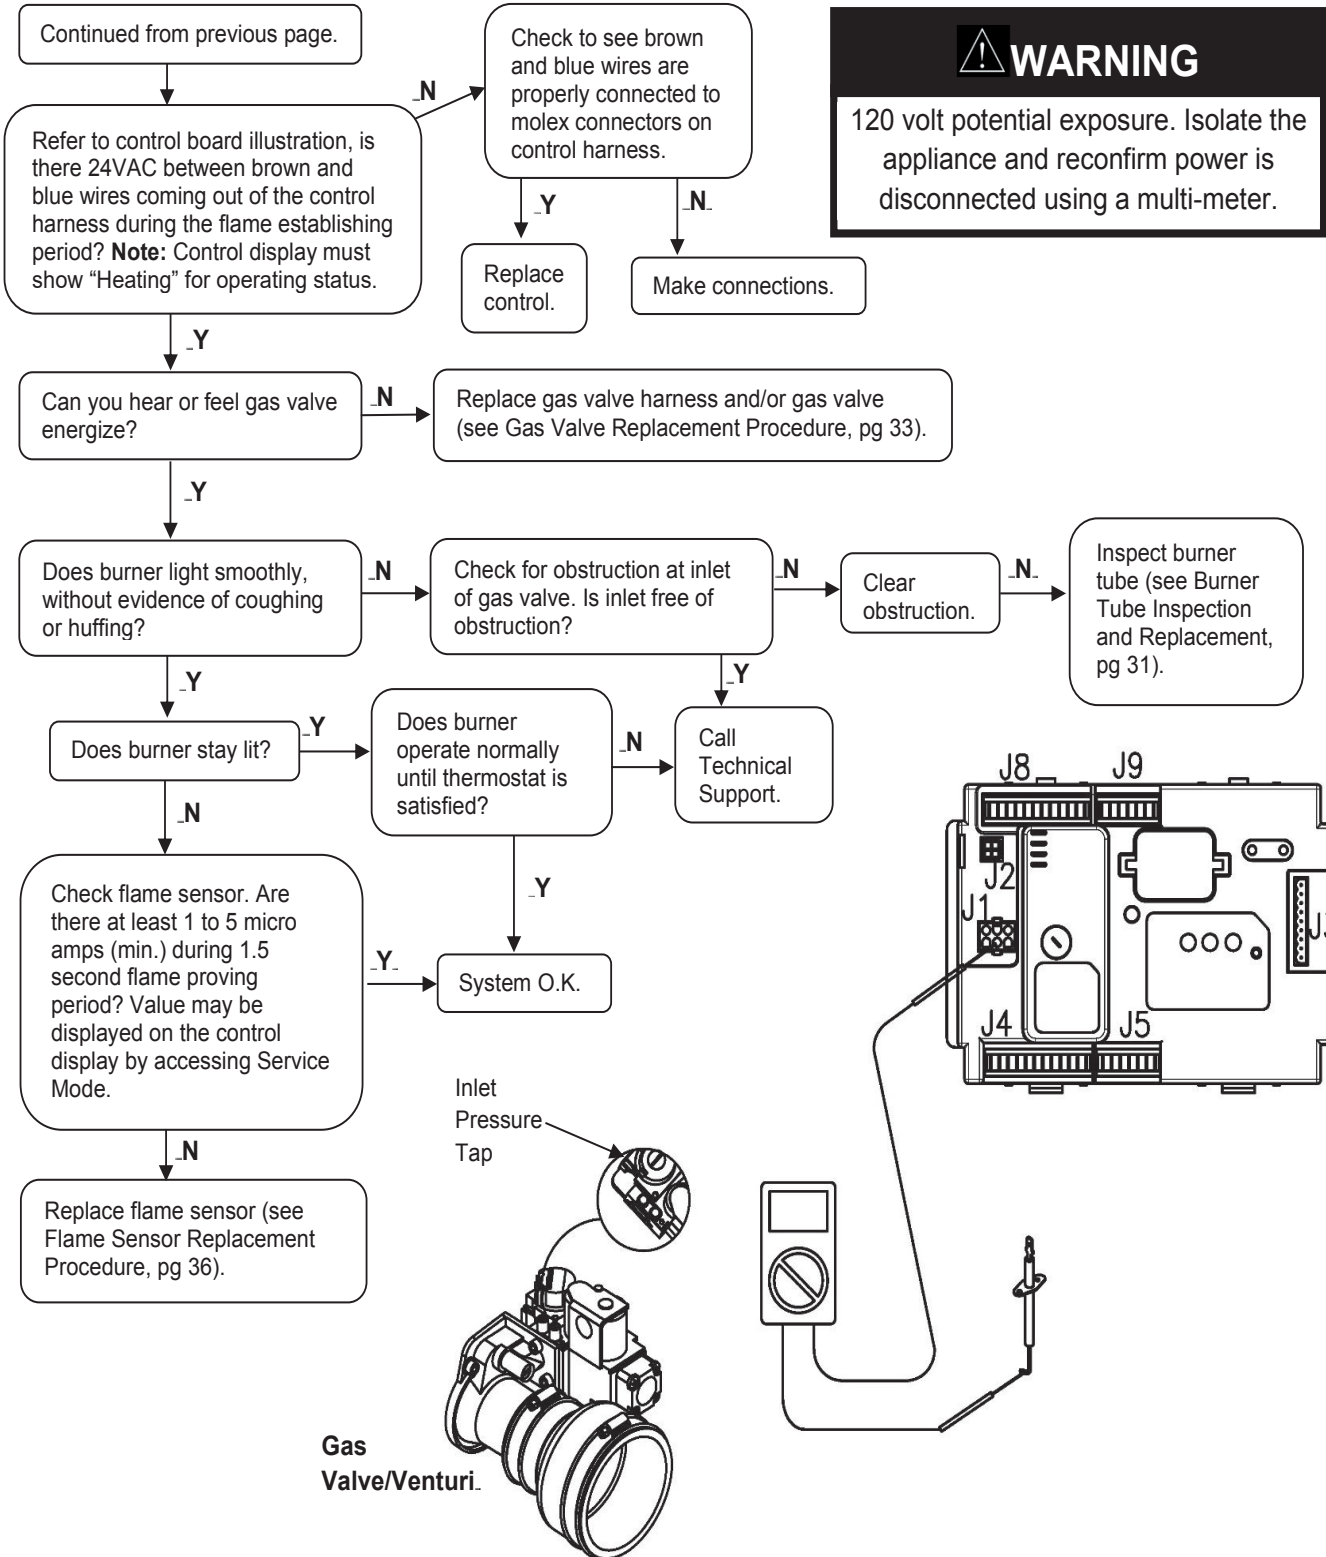 Continued from previous page.
Check to see brown
and blue wires are
properly connected to
molex connectors on
control harness.
WARNING
120 volt potential exposure. Isolate the
appliance and reconfirm power is
disconnected using a multi-meter.
N
Refer to control board illustration, is
there 24VAC between brown and
blue wires coming out of the control
harness during the flame establishing
period? Note: Control display must
show “Heating” for operating status.
Y
N
Replace
control.
Make connections.
Y
Can you hear or feel gas valve
energize?
N
Replace gas valve harness and/or gas valve
(see Gas Valve Replacement Procedure, pg 33).
Y
Does burner light smoothly,
without evidence of coughing
or huffing?
N
Check for obstruction at inlet
of gas valve. Is inlet free of
obstruction?
N
Clear
obstruction.
N
Inspect burner
tube (see Burner
Tube Inspection
and Replacement,
pg 31).
Y
Y
Does burner stay lit?
Y
Does burner
operate normally
until thermostat is
satisfied?
N
Call
Technical
Support.
N
Y
Check flame sensor. Are
there at least 1 to 5 micro
amps (min.) during 1.5
second flame proving
period? Value may be
displayed on the control
display by accessing Service
Mode.
Y
System O.K.
N
Replace flame sensor (see
Flame Sensor Replacement
Procedure, pg 36).
J8
J9
J2
J1
J4
J5
Inlet
Pressure
Tap
Gas
Valve/Venturi